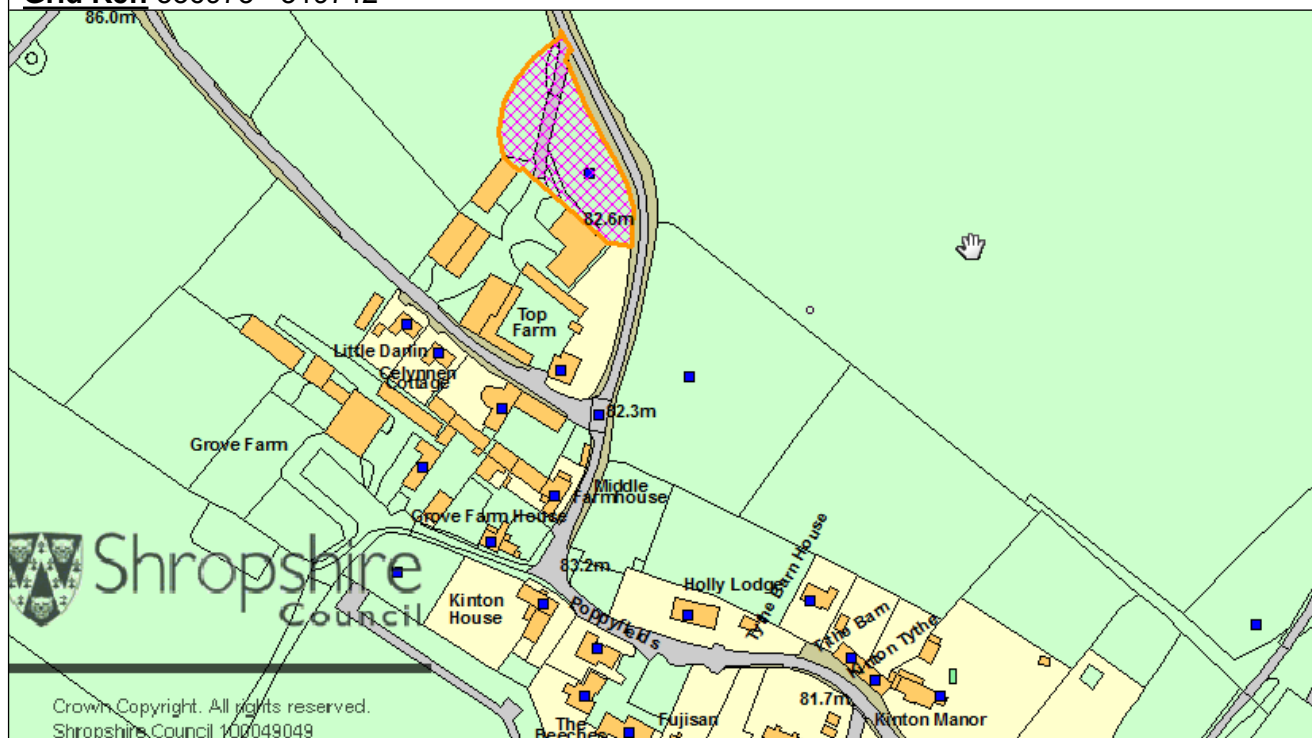 86.0m
82.6m
Top
Farm
Little Darlin
Celynnen
Cottage
82.3m
Grove Farm
Middle
Farmhouse
Grove Farm House
83.2m
Holly Lodge
Tythe Barn House
Kinton
House
Poppyfields
Tithe Barn
Kinton Tythe
81.7m
Kinton Manor
Fujisan
The
Beeches
Shropshire
Council
Crown Copyright. All rights reserved.
Shropshire Council 100049049